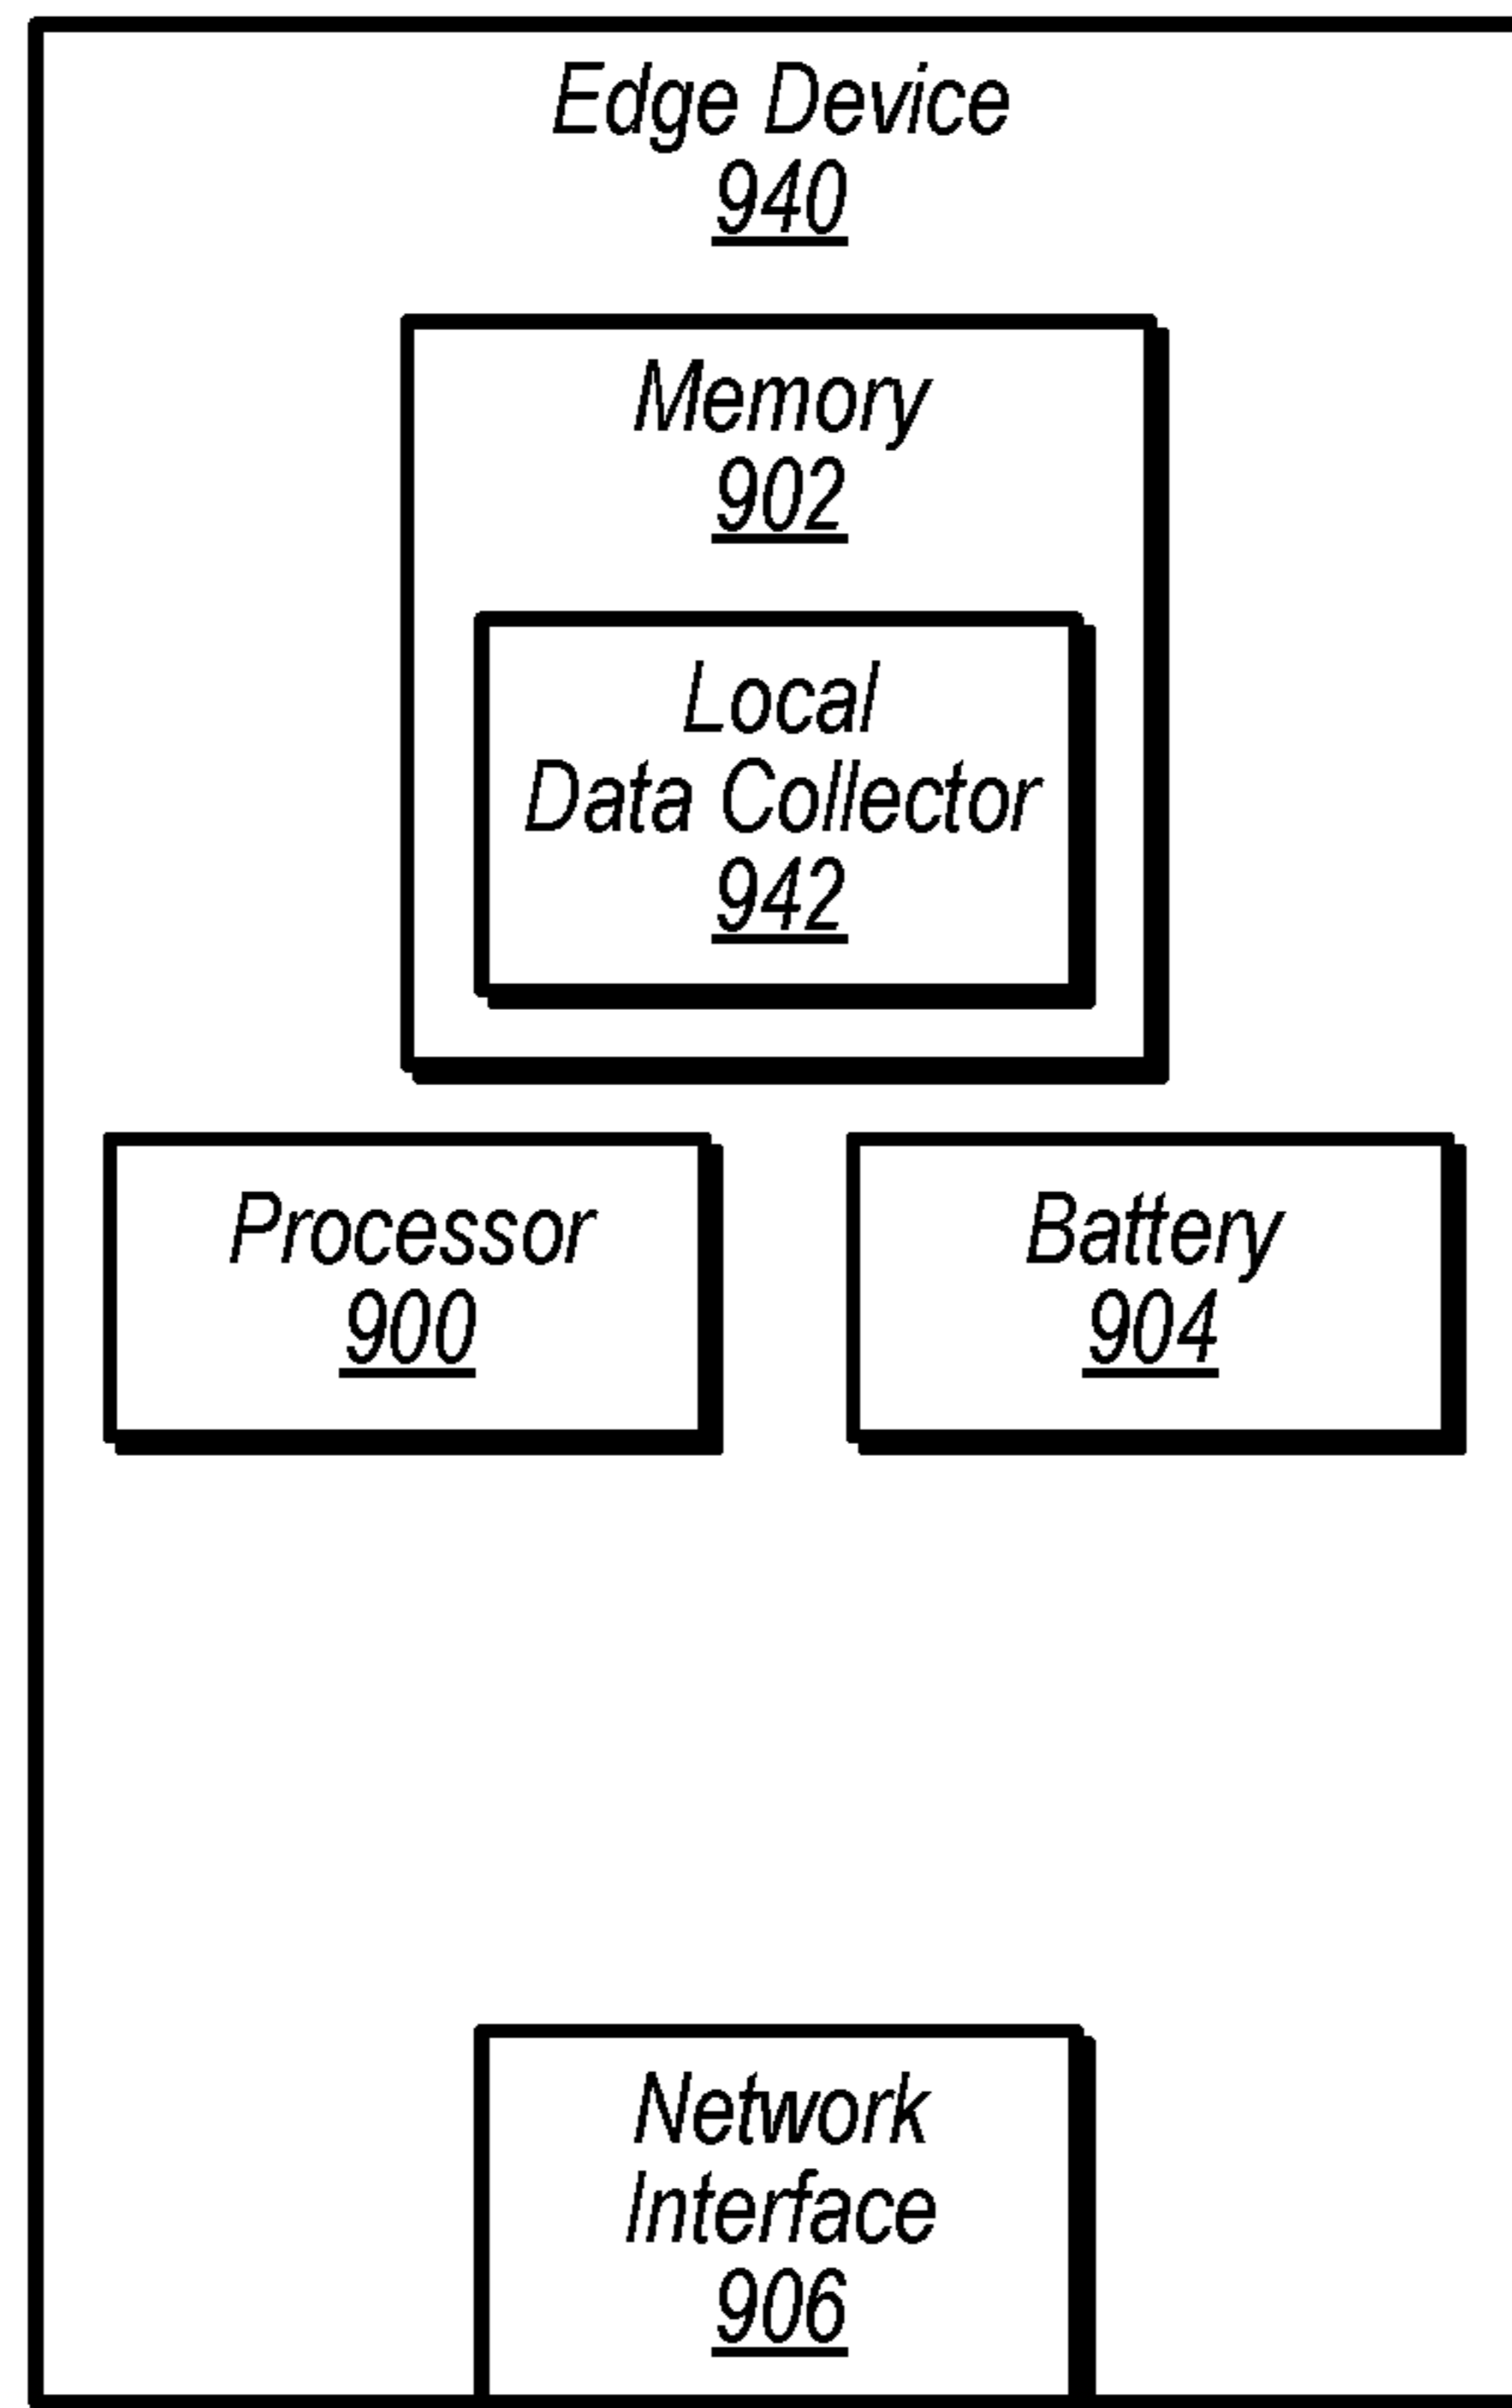 Edge Device
940
Memory
902
Local
Data Collector
942
Processor
900
Battery
904
Network
Interface
906